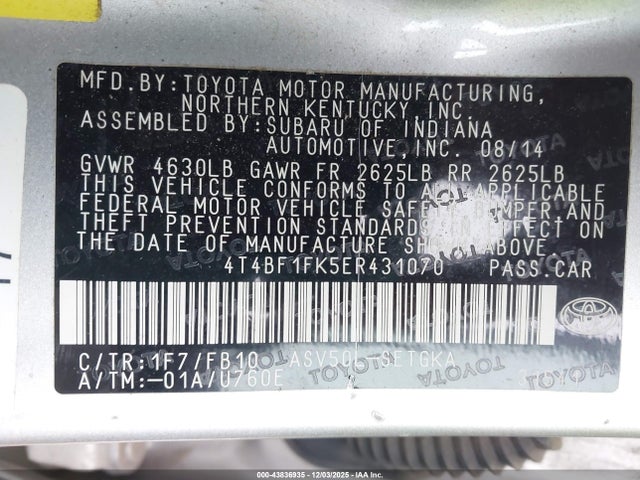 MFD.BY:TOYOTA MOTOR MANUFACTURING,
NORTHERN KENTUCKY INC.
ASSEMBLED BY:SUBARU OF INDIANA
AUTOMOTIVE,INC. 08/14
GVWR 4630LB GAWR FR 2625LB RR 2625LB
THIS VEHICLE CONFORMS TO ALL APPLICABLE
FEDERAL MOTOR VEHICLE SAFETY, BUMPER AND
THEFT PREVENTION STANDARDS IN EFFECT ON
THE DATE OF MANUFACTURE SHOWN ABOVE.
4T4BF1FK5ER431070 PASS.CAR
C/TR:1F7/FB10 ASV50L-SETGKA
A/TM:-01A/U760E
000-43836935 - 12/03/2025 - IAA Inc.